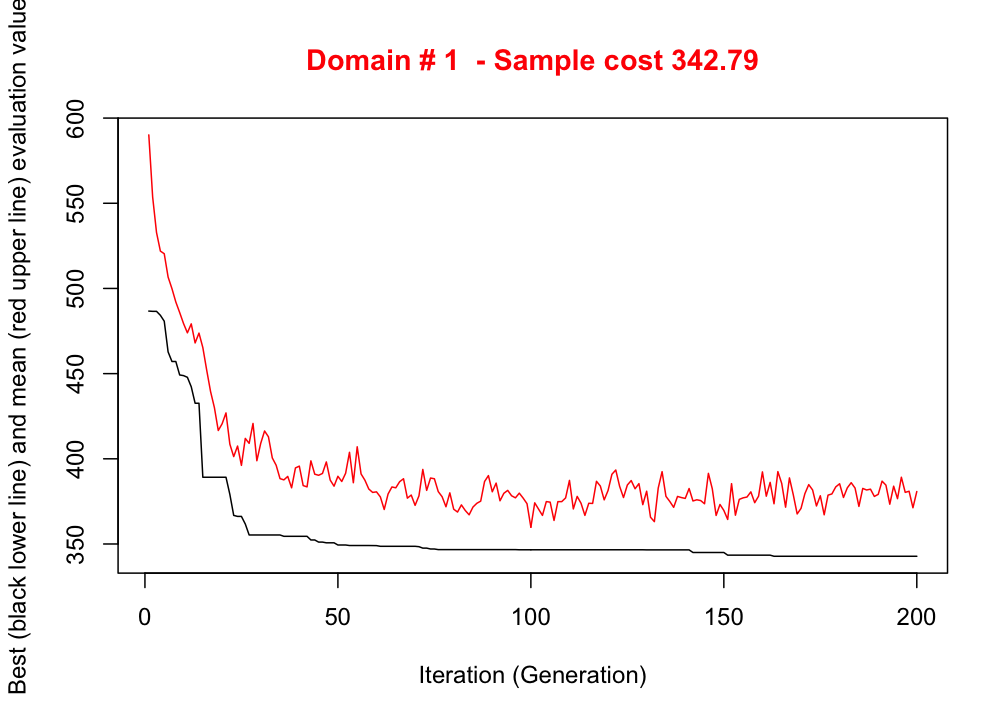 Domain # 1  - Sample cost 342.79
Best (black lower line) and mean (red upper line) evaluation value
600
550
500
450
400
350
0 50 100 150 200
Iteration (Generation)